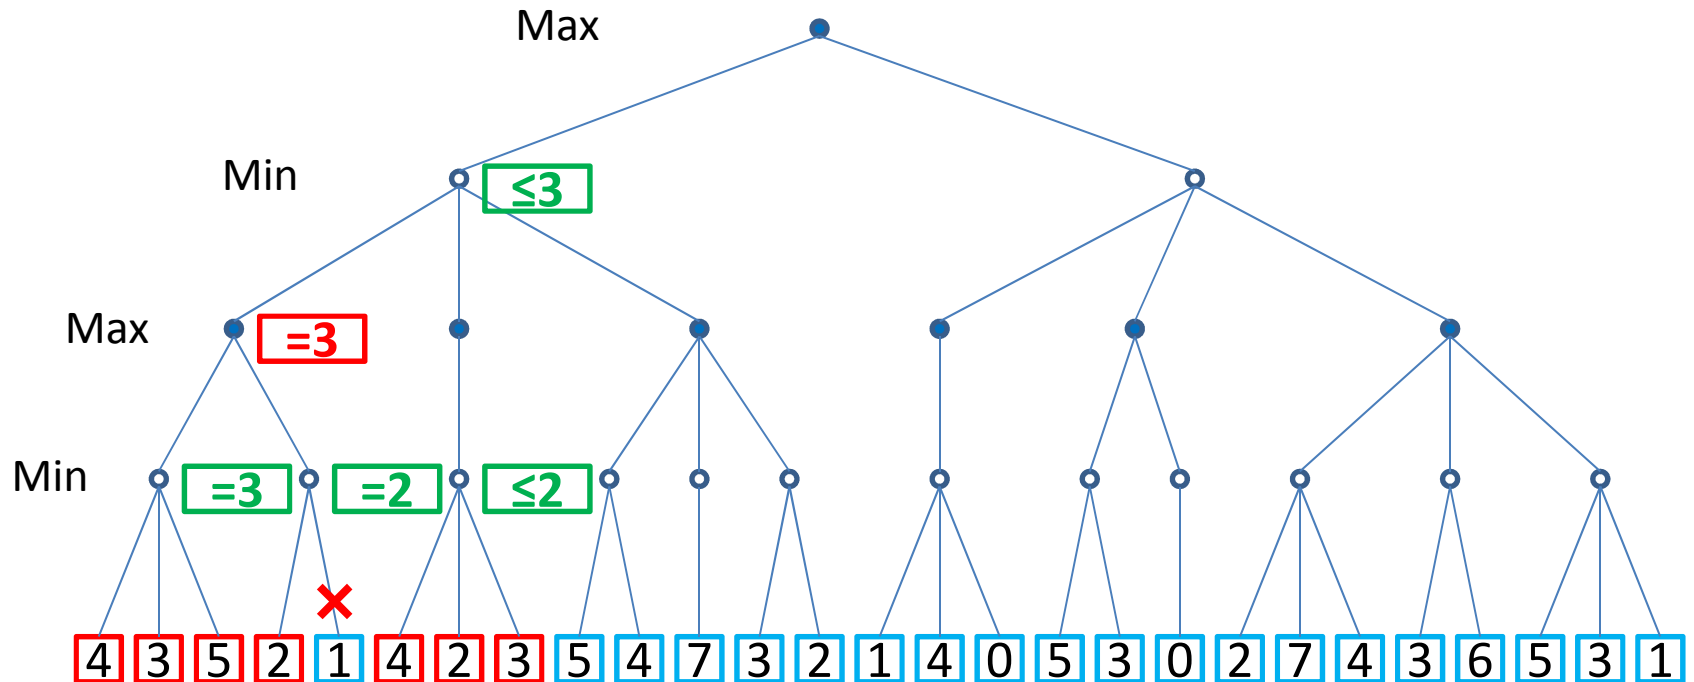 Max
Min ≤3
Max =3
Min =3 =2 ≤2
×
4 3 5 2 1 4 2 3 5 4 7 3 2 1 4 0 5 3 0 2 7 4 3 6 5 3 1